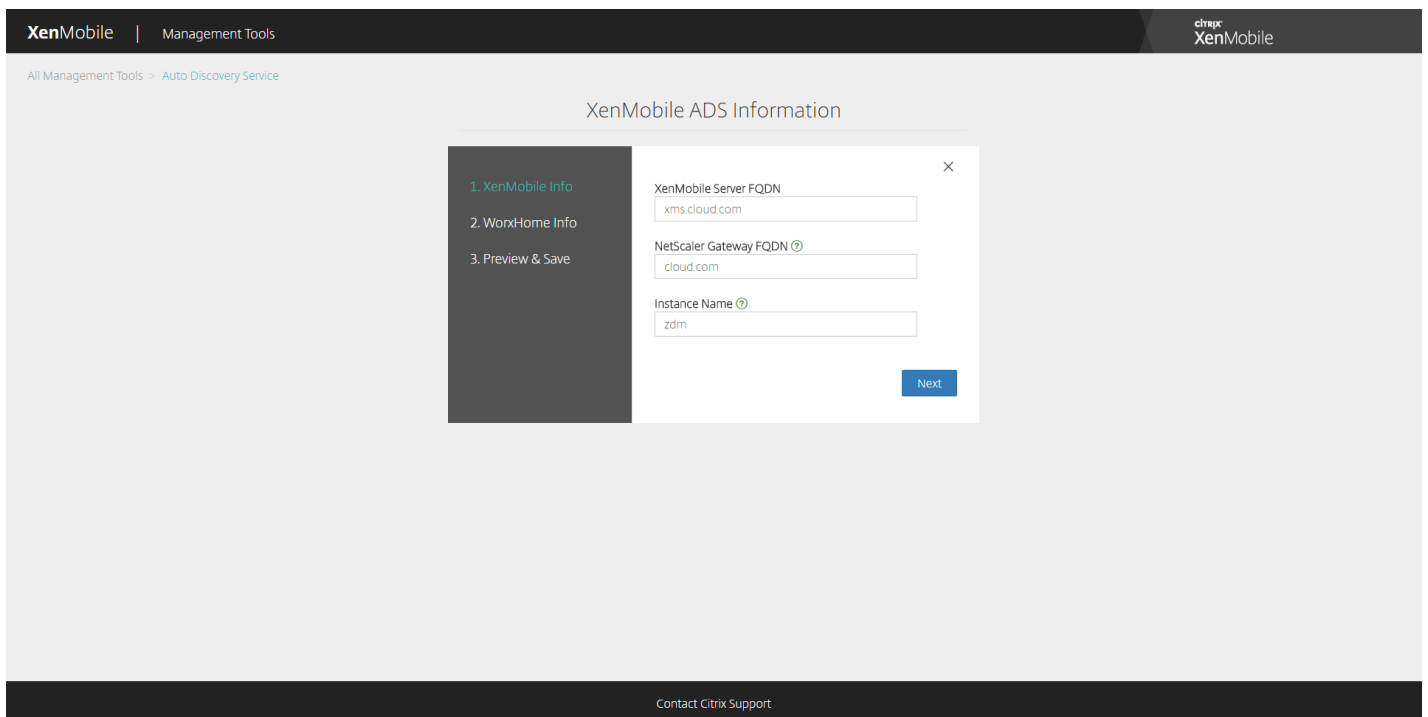 XenMobile | Management Tools
CİTRIX
XenMobile
All Management Tools > Auto Discovery Service
XenMobile ADS Information
1. XenMobile Info
2. WorxHome Info
3. Preview & Save
XenMobile Server FQDN
xms.cloud.com
NetScaler Gateway FQDN
cloud.com
Instance Name
zdm
Next
Contact Citrix Support